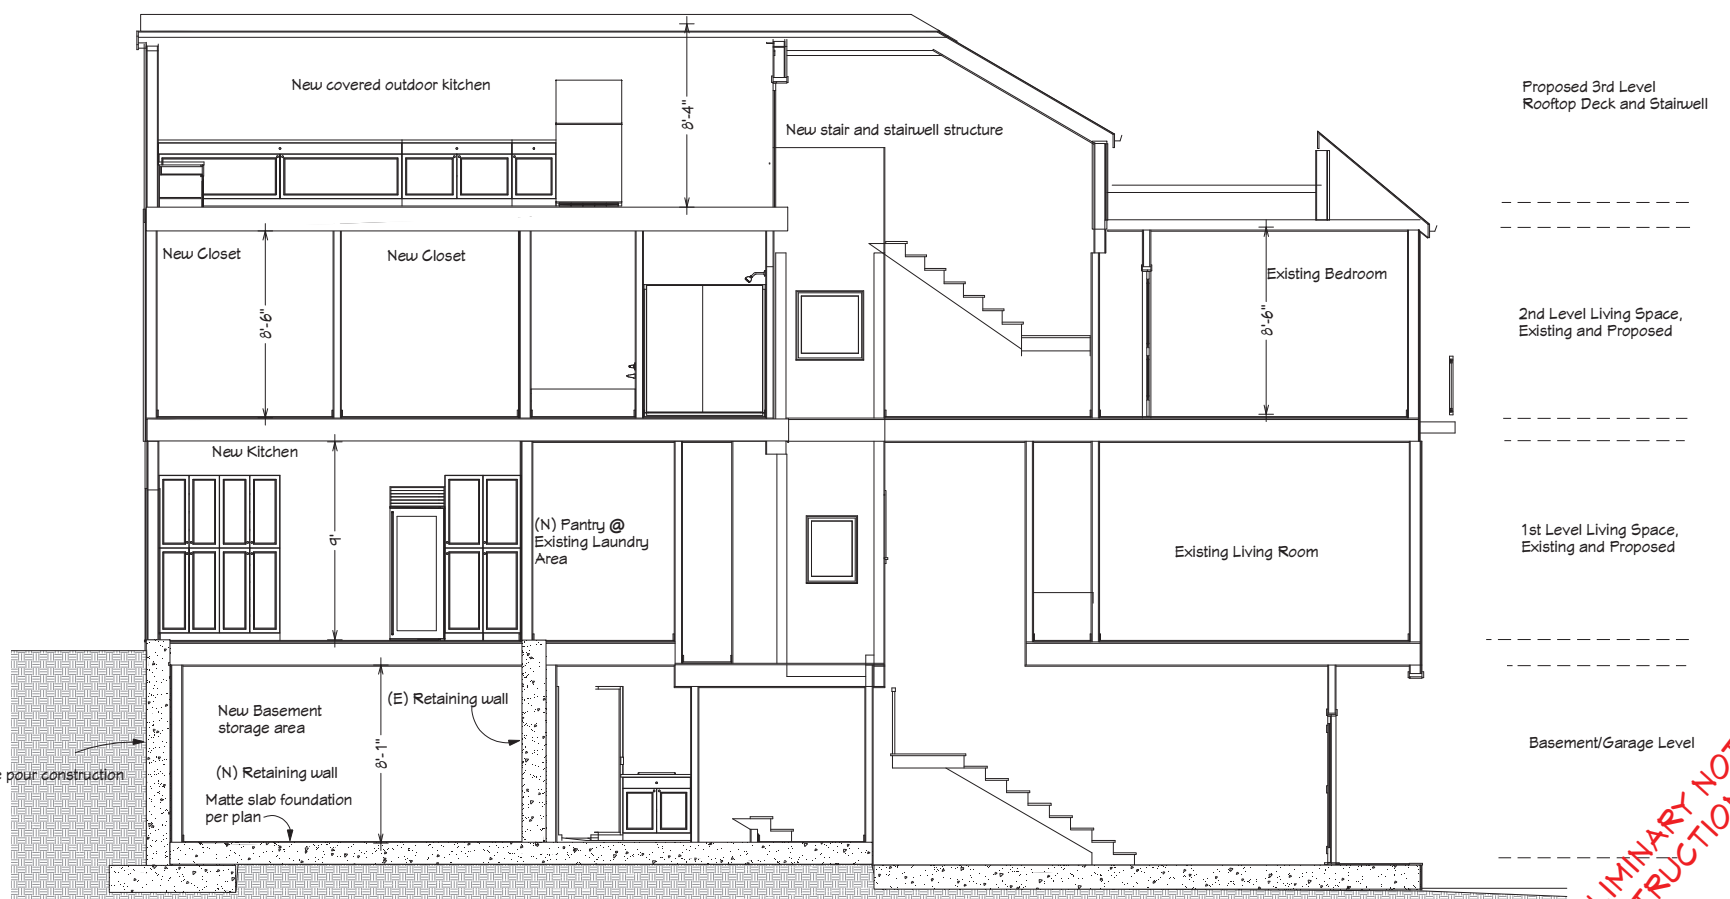 New covered outdoor kitchen
8'-4"
New stair and stairwell structure
Proposed 3rd Level
Rooftop Deck and Stairwell
New Closet
New Closet
8'-6"
Existing Bedroom
8'-6"
2nd Level Living Space,
Existing and Proposed
New Kitchen
9'
(N) Pantry @
Existing Laundry
Area
Existing Living Room
1st Level Living Space,
Existing and Proposed
New Basement
storage area
(E) Retaining wall
8'-1"
(N) Retaining wall
Matte slab foundation
per plan
pour construction
Basement/Garage Level
LIMINARY NOT
TRUCTION